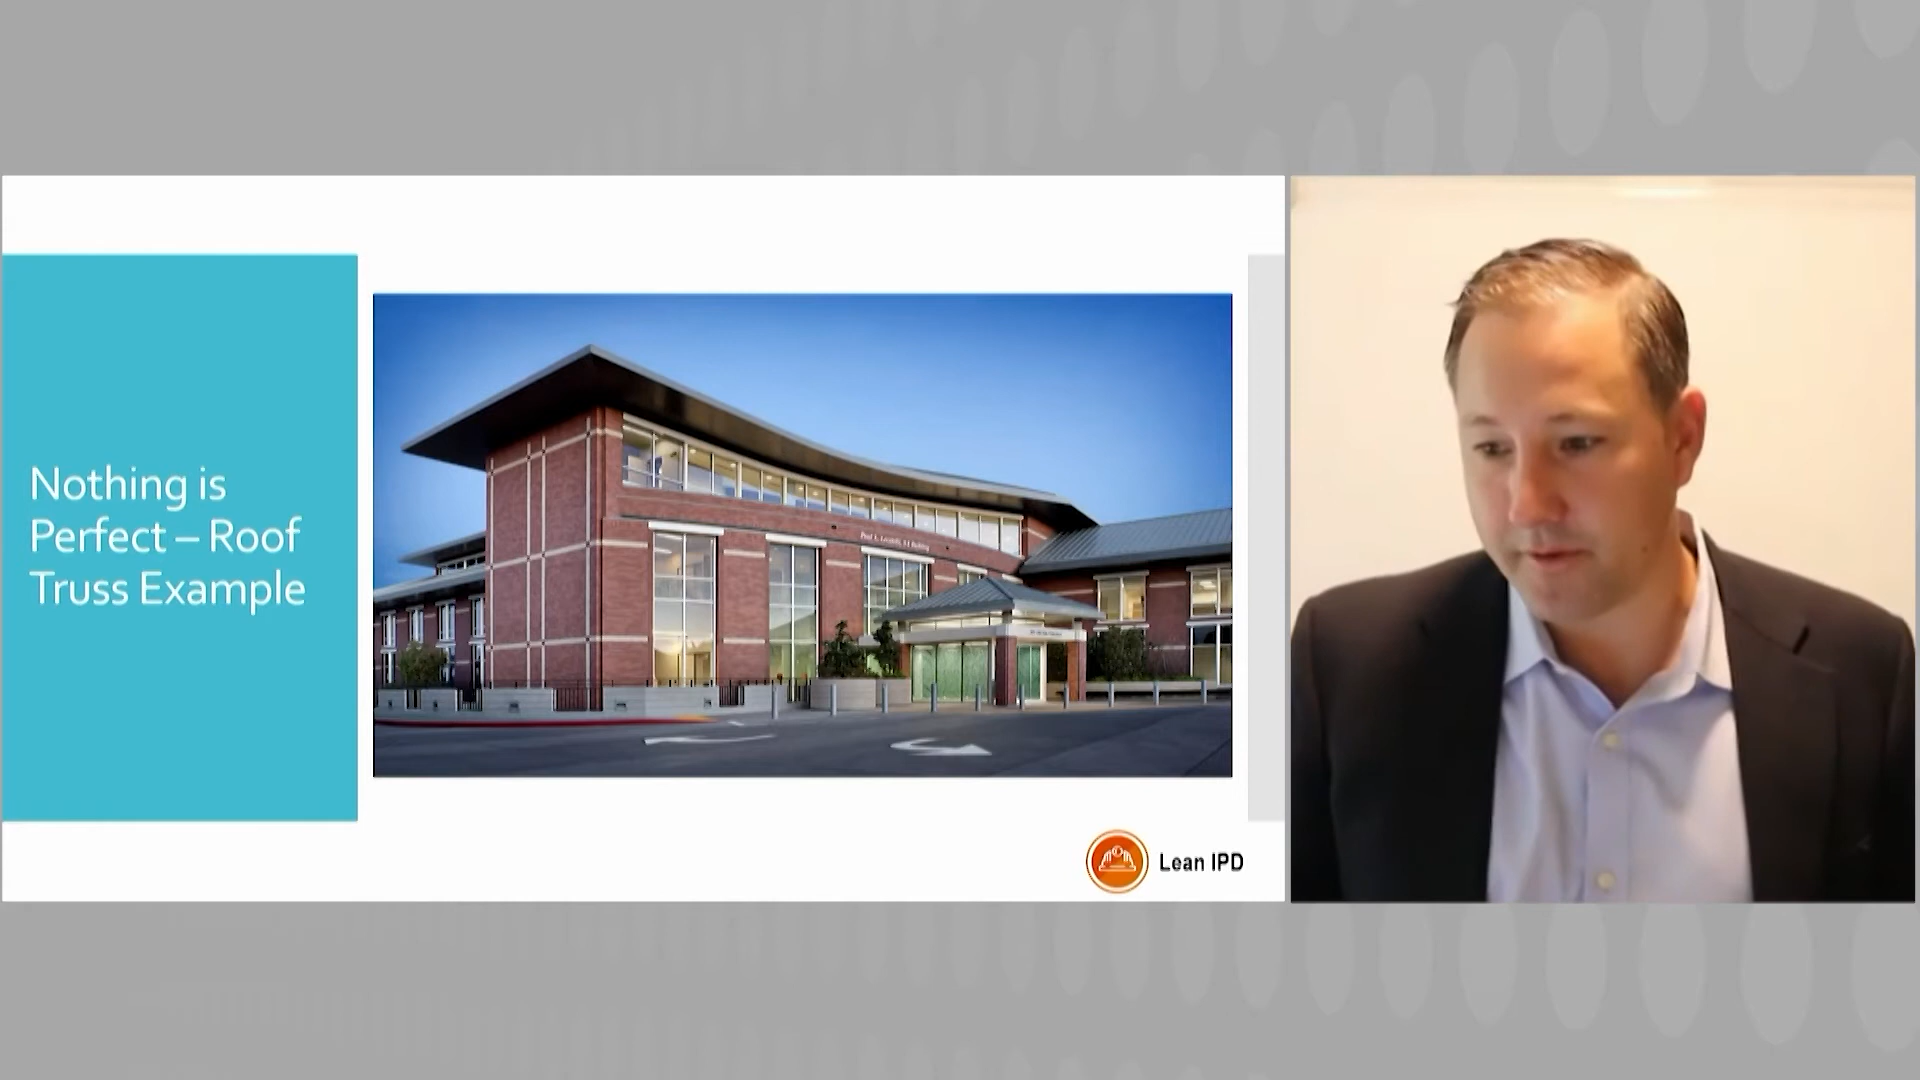 Nothing is
Perfect – Roof
Truss Example
Lean IPD